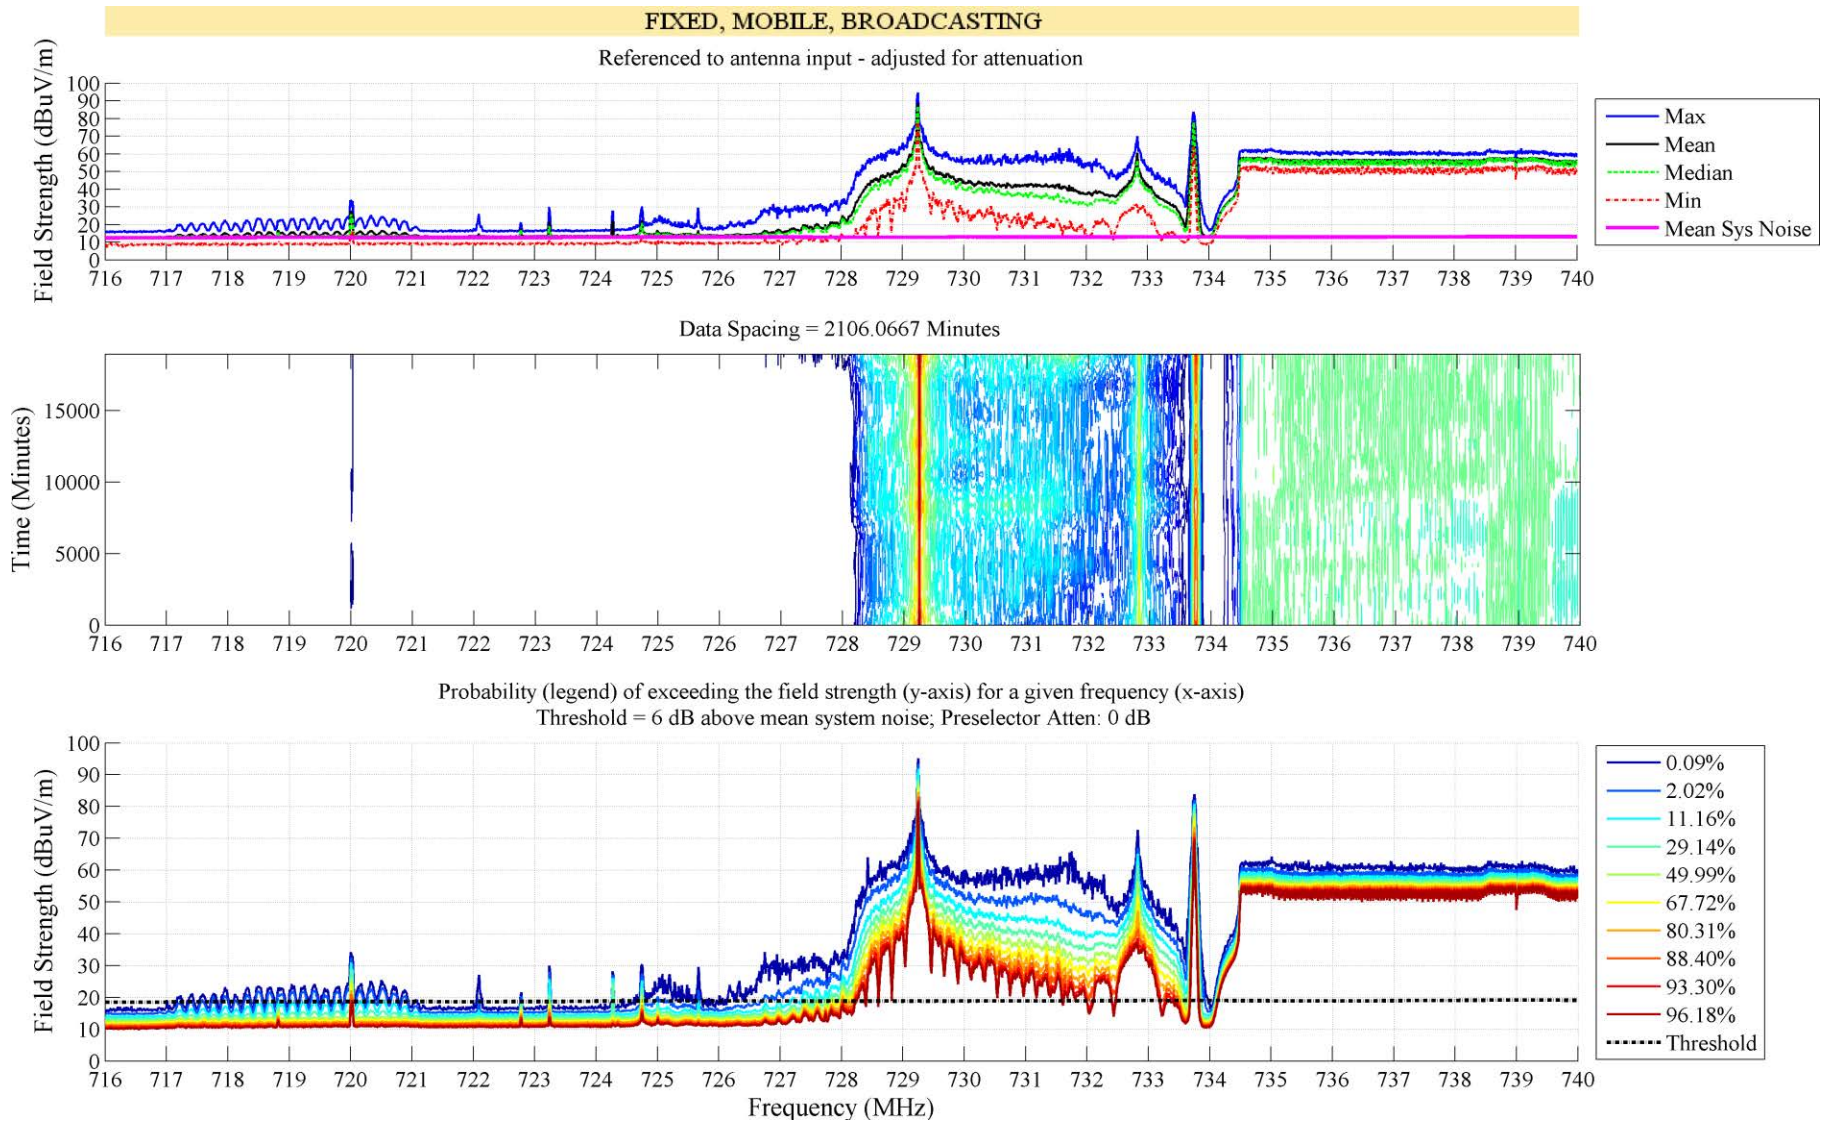 FIXED, MOBILE, BROADCASTING
Referenced to antenna input - adjusted for attenuation
Field Strength (dBuV/m)
100
90
80
70
60
50
40
30
20
10
0
716 717 718 719 720 721 722 723 724 725 726 727 728 729 730 731 732 733 734 735 736 737 738 739 740
Max
Mean
Median
Min
Mean Sys Noise
Data Spacing = 2106.0667 Minutes
Time (Minutes)
15000
10000
5000
0
716 717 718 719 720 721 722 723 724 725 726 727 728 729 730 731 732 733 734 735 736 737 738 739 740
Probability (legend) of exceeding the field strength (y-axis) for a given frequency (x-axis)
Threshold = 6 dB above mean system noise; Preselector Atten: 0 dB
Field Strength (dBuV/m)
100
90
80
70
60
50
40
30
20
10
0
716 717 718 719 720 721 722 723 724 725 726 727 728 729 730 731 732 733 734 735 736 737 738 739 740
Frequency (MHz)
0.09%
2.02%
11.16%
29.14%
49.99%
67.72%
80.31%
88.40%
93.30%
96.18%
Threshold